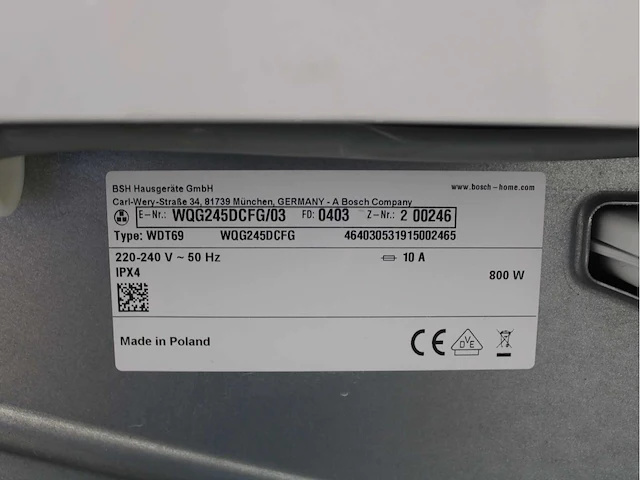 BSH Hausgeräte GmbH www.bosch-home.com
Carl-Wery-Straße 34, 81739 München, GERMANY - A Bosch Company
E-Nr.: WQG245DCFG/03 FD: 0403 Z-Nr.: 2 00246
Type: WDT69 WQG245DCFG 464030531915002465
220-240 V ~ 50 Hz 10 A
IPX4 800 W
Made in Poland CE DVE